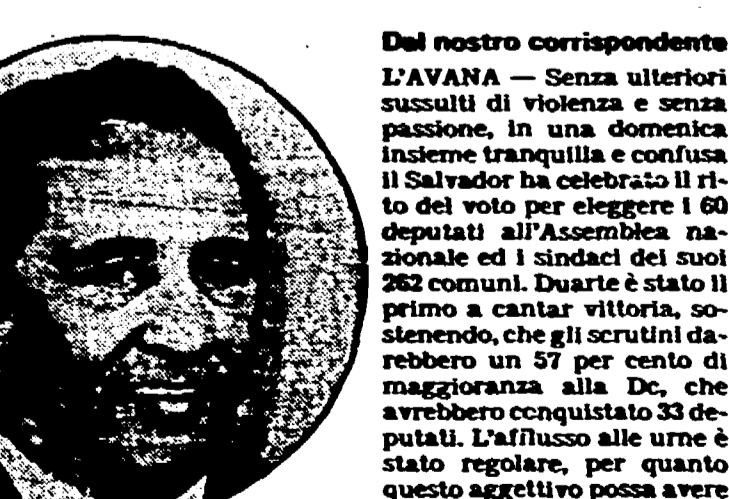 Dal nostro corrispondente
L'AVANA — Senza ulteriori
sussulti di violenza e senza
passione, in una domenica
insieme tranquilla e confusa
il Salvador ha celebrato il ri-
to del voto per eleggere i 60
deputati all'Assemblea na-
zionale ed i sindaci dei suoi
262 comuni. Duarte è stato il
primo a cantar vittoria, so-
stenendo, che gli scrutini da-
rebbero un 57 per cento di
maggioranza alla Dc, che
avrebbero conquistato 33 de-
putati. L'afflusso alle urne è
stato regolare, per quanto
questo aggettivo possa avere